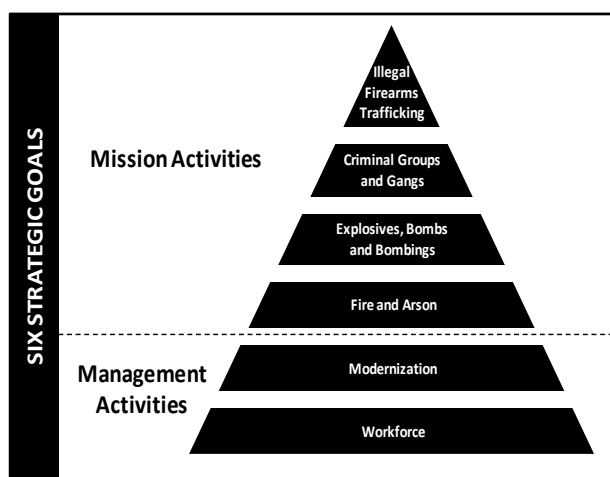 SIX STRATEGIC GOALS
Mission Activities
Illegal
Firearms
Trafficking
Criminal Groups
and Gangs
Explosives, Bombs
and Bombings
Fire and Arson
Management
Activities
Modernization
Workforce